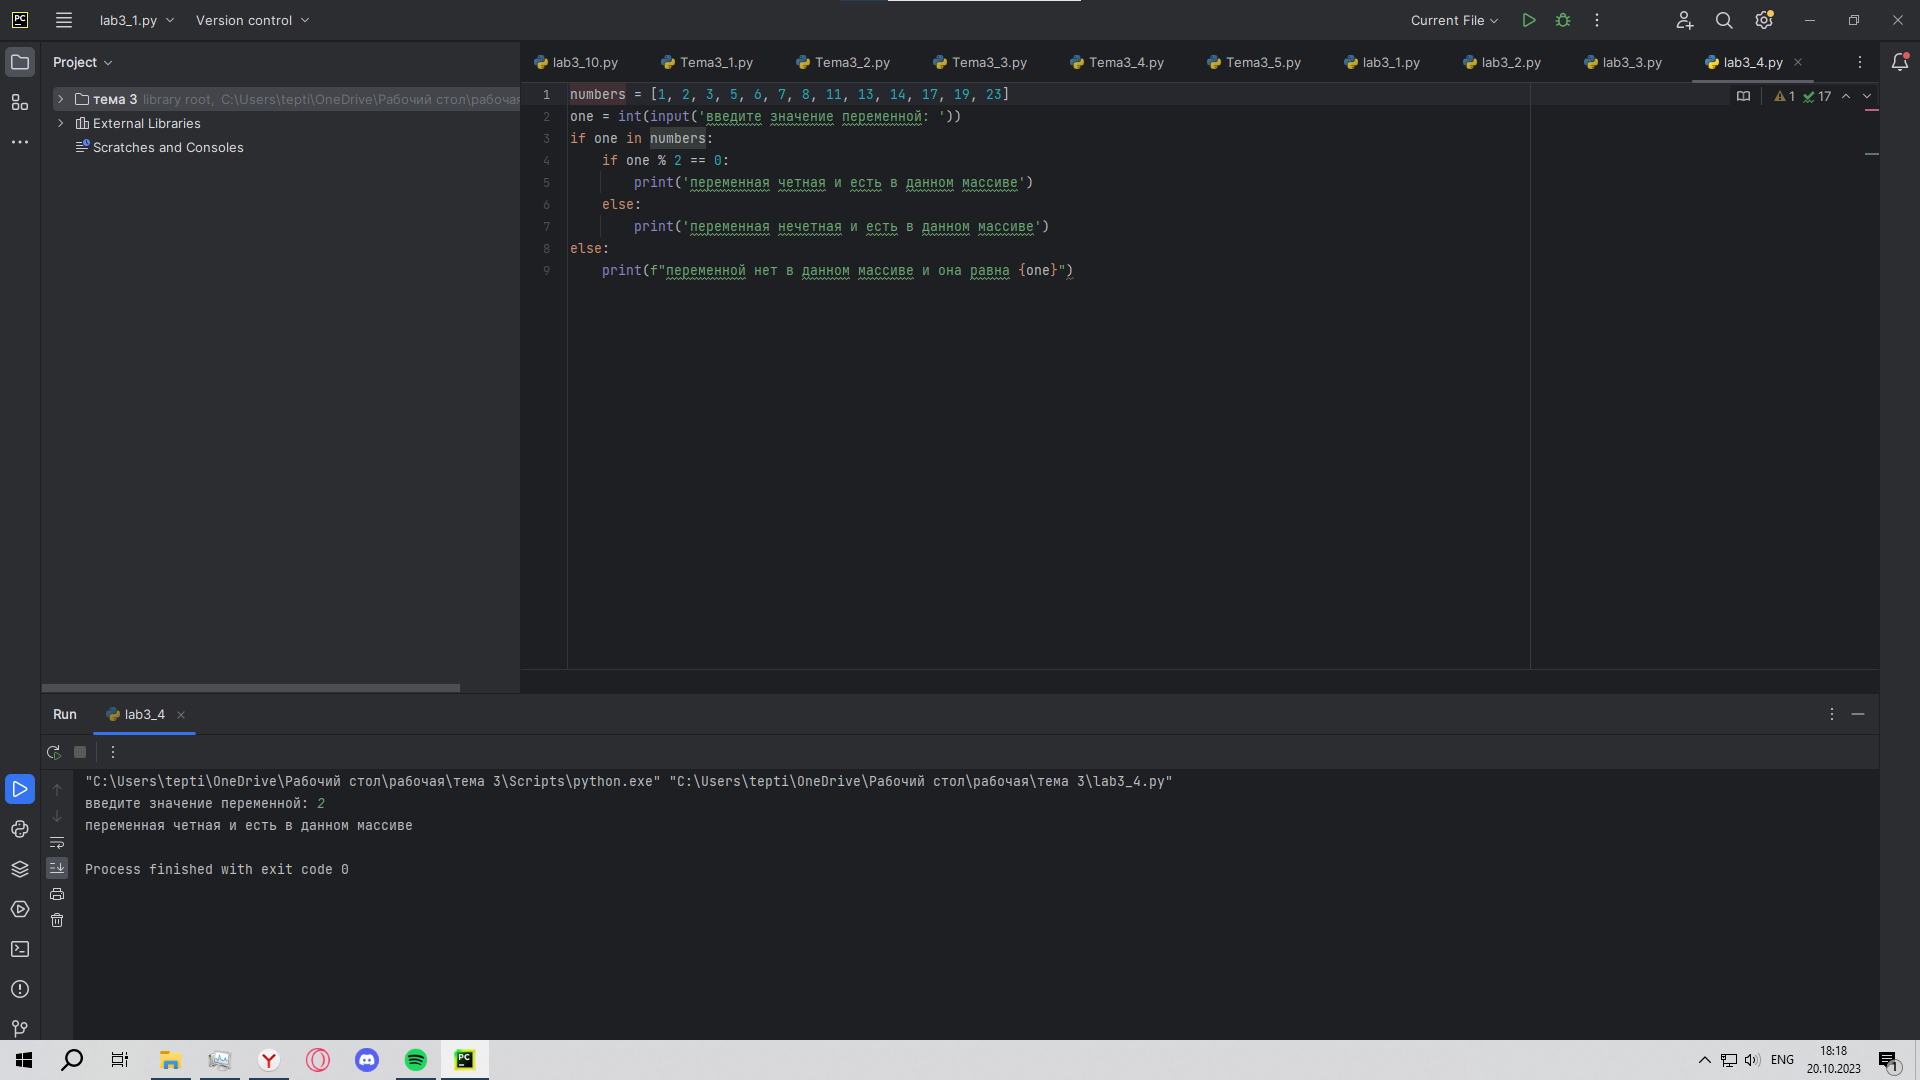 PC lab3_1.py Version control Current File
Project
lab3_10.py Tema3_1.py Tema3_2.py Tema3_3.py Tema3_4.py Tema3_5.py lab3_1.py lab3_2.py lab3_3.py lab3_4.py
тема 3 library root, C:\Users\tepti\OneDrive\Рабочий стол\рабочая
External Libraries
Scratches and Consoles
1 numbers = [1, 2, 3, 5, 6, 7, 8, 11, 13, 14, 17, 19, 23]
1 17
2 one = int(input('введите значение переменной: '))
3 if one in numbers:
4 if one % 2 == 0:
5 print('переменная четная и есть в данном массиве')
6 else:
7 print('переменная нечетная и есть в данном массиве')
8 else:
9 print(f"переменной нет в данном массиве и она равна {one}")
Run lab3_4
"C:\Users\tepti\OneDrive\Рабочий стол\рабочая\тема 3\Scripts\python.exe" "C:\Users\tepti\OneDrive\Рабочий стол\рабочая\тема 3\lab3_4.py"
введите значение переменной: 2
переменная четная и есть в данном массиве
Process finished with exit code 0
PC ENG 18:18
20.10.2023
1